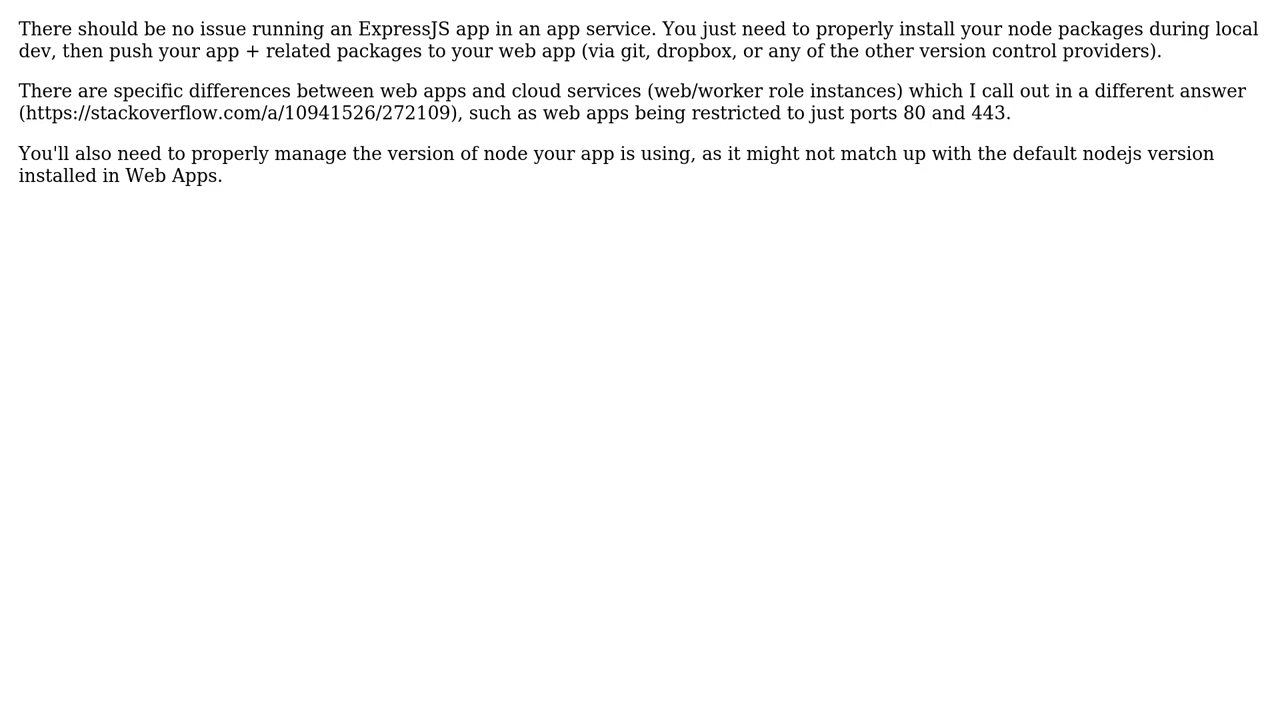 There should be no issue running an ExpressJS app in an app service. You just need to properly install your node packages during local
dev, then push your app + related packages to your web app (via git, dropbox, or any of the other version control providers).
There are specific differences between web apps and cloud services (web/worker role instances) which I call out in a different answer
(https://stackoverflow.com/a/10941526/272109), such as web apps being restricted to just ports 80 and 443.
You'll also need to properly manage the version of node your app is using, as it might not match up with the default nodejs version
installed in Web Apps.